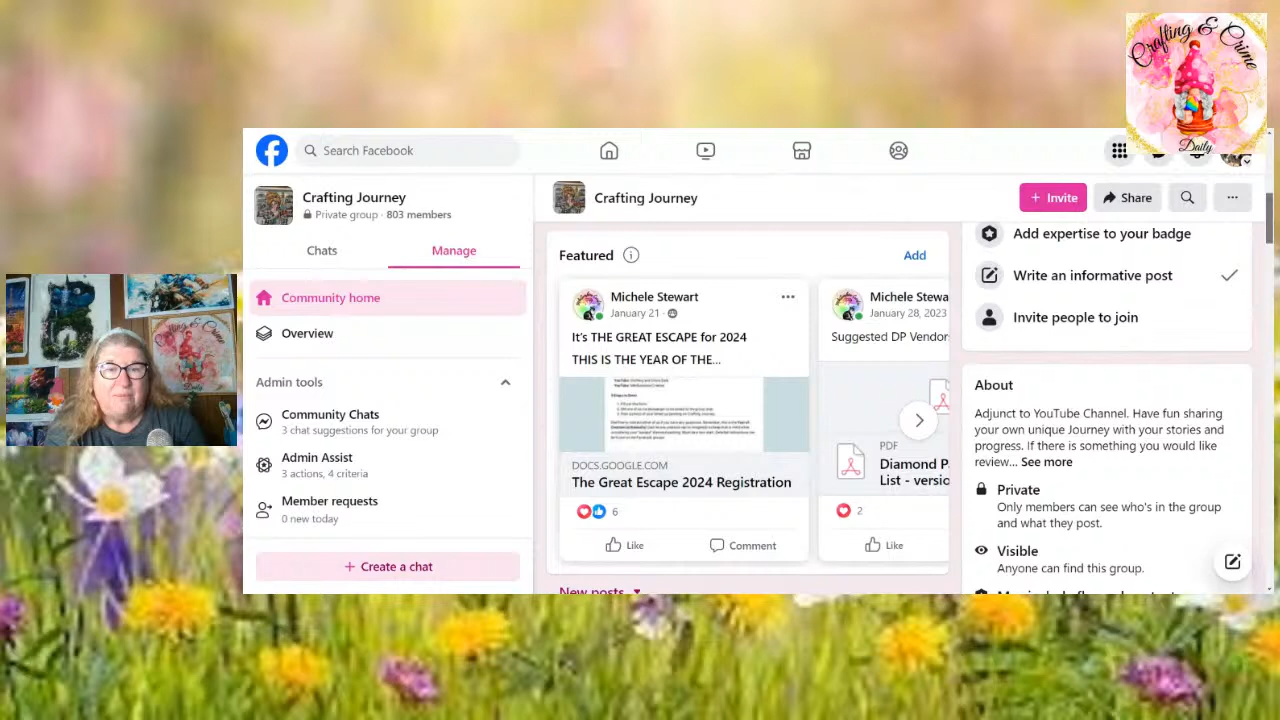 Crafting & Crime
Daily
Search Facebook
Crafting Journey
Private group · 803 members
Chats
Manage
Community home
Overview
Admin tools
Community Chats
3 chat suggestions for your group
Admin Assist
3 actions, 4 criteria
Member requests
0 new today
+ Create a chat
Crafting Journey
+ Invite
Share
Featured
Add
Michele Stewart
January 21 ·
It's THE GREAT ESCAPE for 2024
THIS IS THE YEAR OF THE...
DOCS.GOOGLE.COM
The Great Escape 2024 Registration
6
Like
Comment
Michele Stewa
January 28, 2023
Suggested DP Vendors
PDF
Diamond P
List - versio
2
Like
New posts
Add expertise to your badge
Write an informative post
Invite people to join
About
Adjunct to YouTube Channel. Have fun sharing
your own unique Journey with your stories and
progress. If there is something you would like
review... See more
Private
Only members can see who's in the group
and what they post.
Visible
Anyone can find this group.
Crafting & Crime